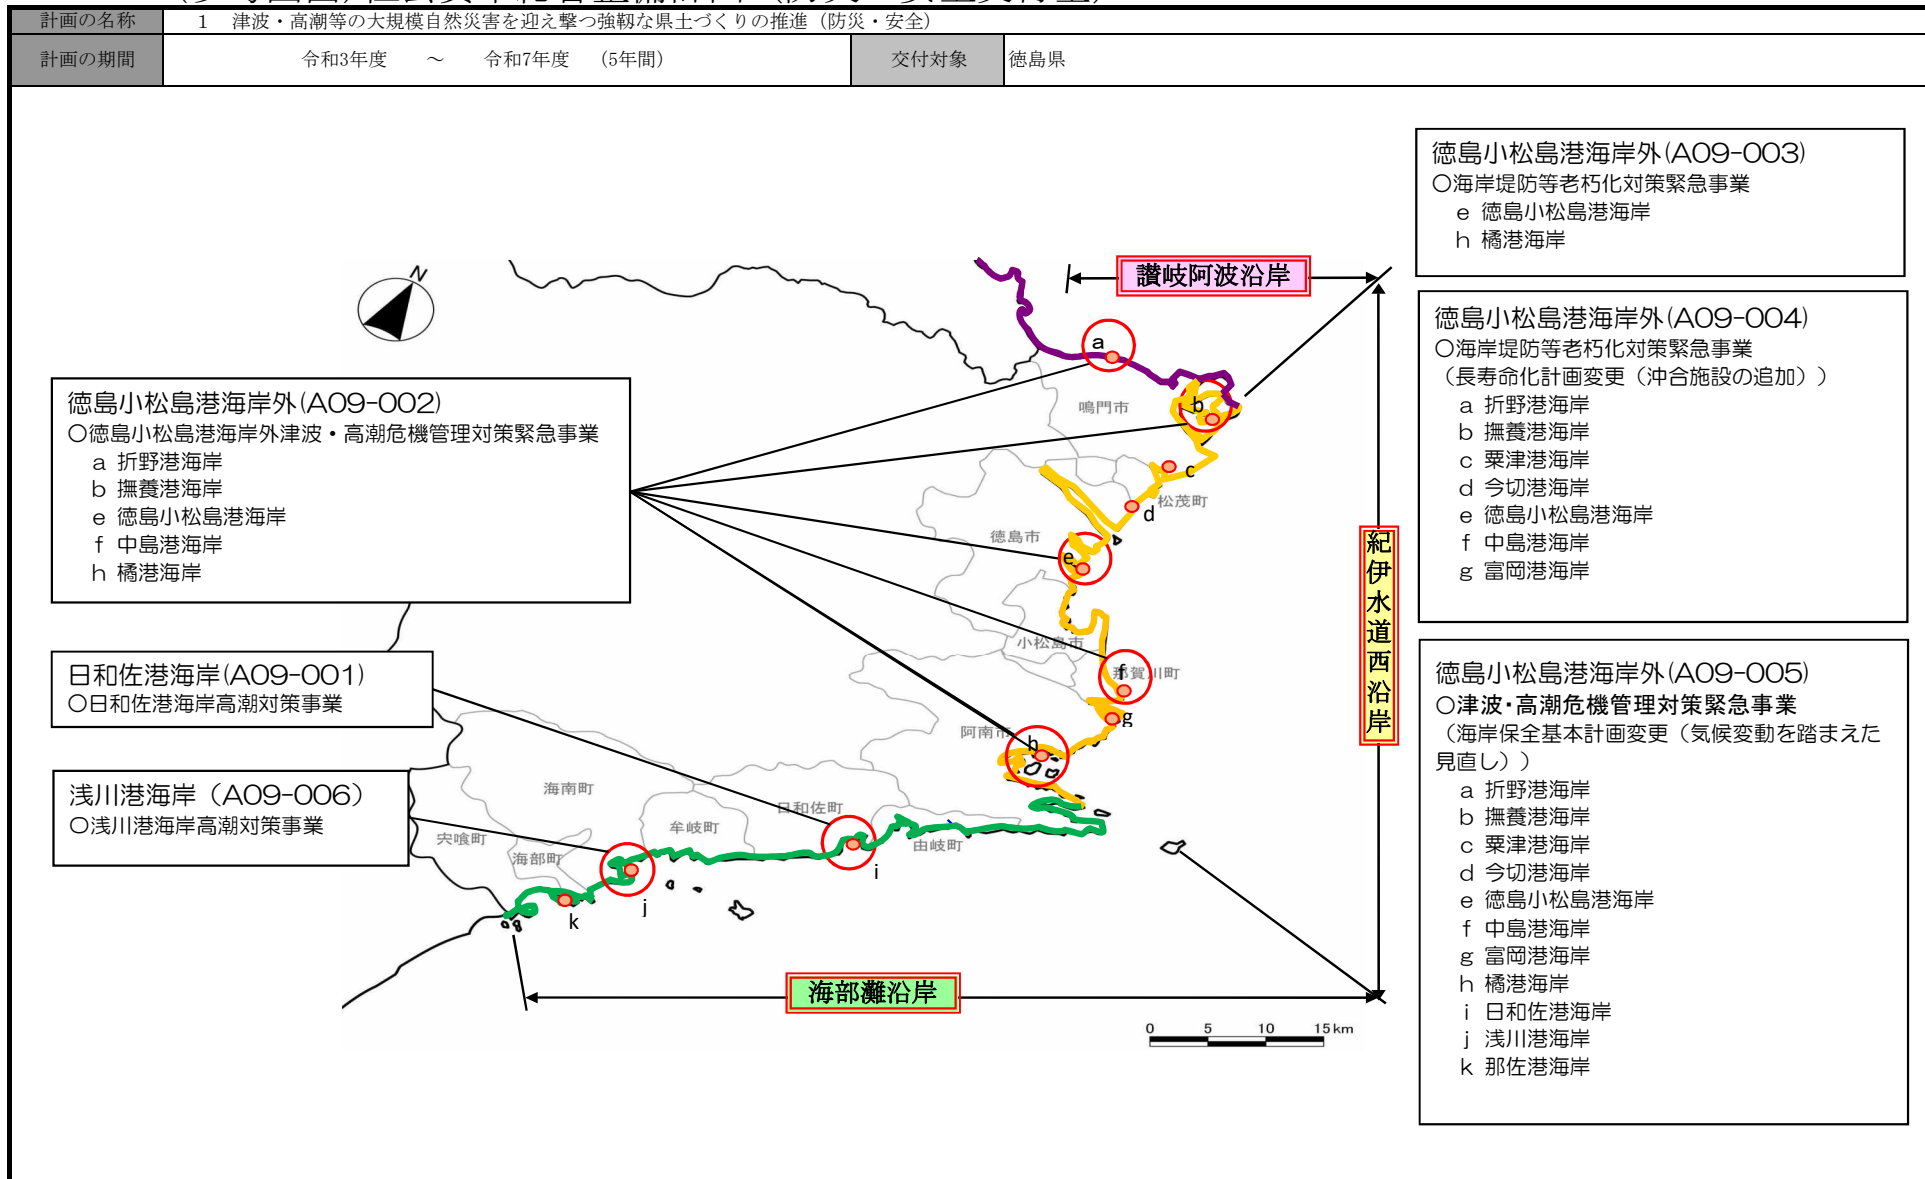 計画の名称 1 津波・高潮等の大規模自然災害を迎え撃つ強靱な県土づくりの推進（防災・安全）
計画の期間 令和3年度 ～ 令和7年度 (5年間) 交付対象 徳島県
徳島小松島港海岸外(A09-003)
○海岸堤防等老朽化対策緊急事業
e 徳島小松島港海岸
h 橘港海岸
徳島小松島港海岸外(A09-004)
○海岸堤防等老朽化対策緊急事業
（長寿命化計画変更（沖合施設の追加））
a 折野港海岸
b 撫養港海岸
c 粟津港海岸
d 今切港海岸
e 徳島小松島港海岸
f 中島港海岸
g 富岡港海岸
徳島小松島港海岸外(A09-005)
○津波・高潮危機管理対策緊急事業
（海岸保全基本計画変更（気候変動を踏まえた
見直し））
a 折野港海岸
b 撫養港海岸
c 粟津港海岸
d 今切港海岸
e 徳島小松島港海岸
f 中島港海岸
g 富岡港海岸
h 橘港海岸
i 日和佐港海岸
j 浅川港海岸
k 那佐港海岸
徳島小松島港海岸外(A09-002)
○徳島小松島港海岸外津波・高潮危機管理対策緊急事業
a 折野港海岸
b 撫養港海岸
e 徳島小松島港海岸
f 中島港海岸
h 橘港海岸
日和佐港海岸(A09-001)
○日和佐港海岸高潮対策事業
浅川港海岸（A09-006）
○浅川港海岸高潮対策事業
N
讃岐阿波沿岸
紀伊水道西沿岸
海部灘沿岸
a
鳴門市
b
c
松茂町
d
徳島市
e
小松島市
那賀川町
f
g
阿南市
h
海南町
日和佐町
牟岐町
由岐町
宍喰町
海部町
i
j
k
0 5 10 15km